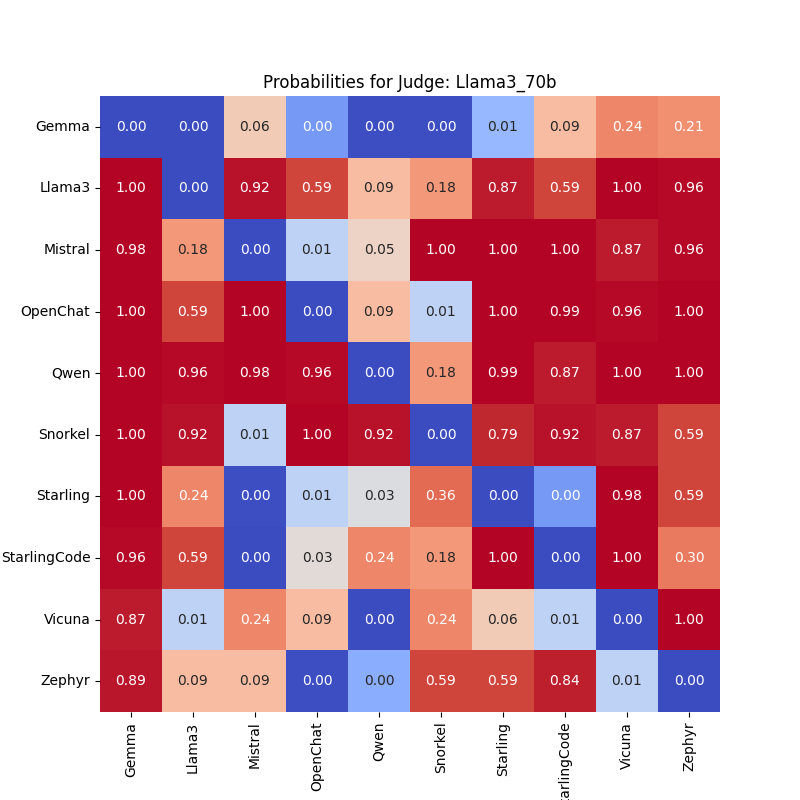 Probabilities for Judge: Llama3_70b
Gemma 0.00 0.00 0.06 0.00 0.00 0.00 0.01 0.09 0.24 0.21
Llama3 1.00 0.00 0.92 0.59 0.09 0.18 0.87 0.59 1.00 0.96
Mistral 0.98 0.18 0.00 0.01 0.05 1.00 1.00 1.00 0.87 0.96
OpenChat 1.00 0.59 1.00 0.00 0.09 0.01 1.00 0.99 0.96 1.00
Qwen 1.00 0.96 0.98 0.96 0.00 0.18 0.99 0.87 1.00 1.00
Snorkel 1.00 0.92 0.01 1.00 0.92 0.00 0.79 0.92 0.87 0.59
Starling 1.00 0.24 0.00 0.01 0.03 0.36 0.00 0.00 0.98 0.59
StarlingCode 0.96 0.59 0.00 0.03 0.24 0.18 1.00 0.00 1.00 0.30
Vicuna 0.87 0.01 0.24 0.09 0.00 0.24 0.06 0.01 0.00 1.00
Zephyr 0.89 0.09 0.09 0.00 0.00 0.59 0.59 0.84 0.01 0.00
Gemma Llama3 Mistral OpenChat Qwen Snorkel Starling arlingCode Vicuna Zephyr